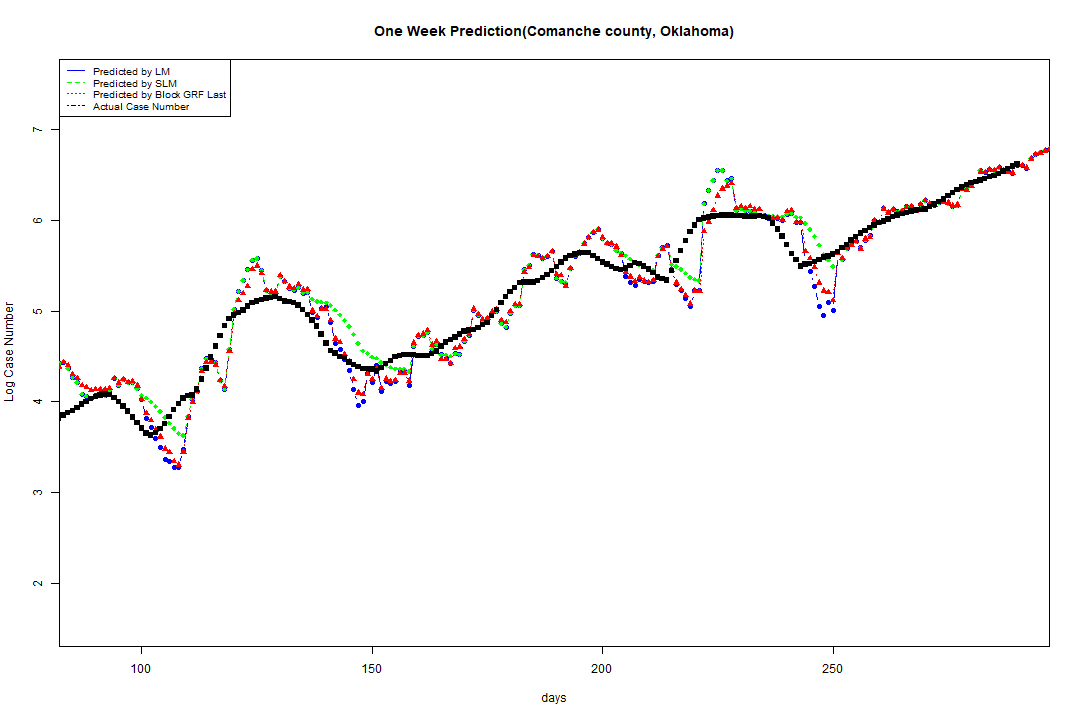 One Week Prediction(Comanche county, Oklahoma)
Predicted by LM
Predicted by SLM
Predicted by Block GRF Last
Actual Case Number
Log Case Number
7
6
5
4
3
2
100 150 200 250
days